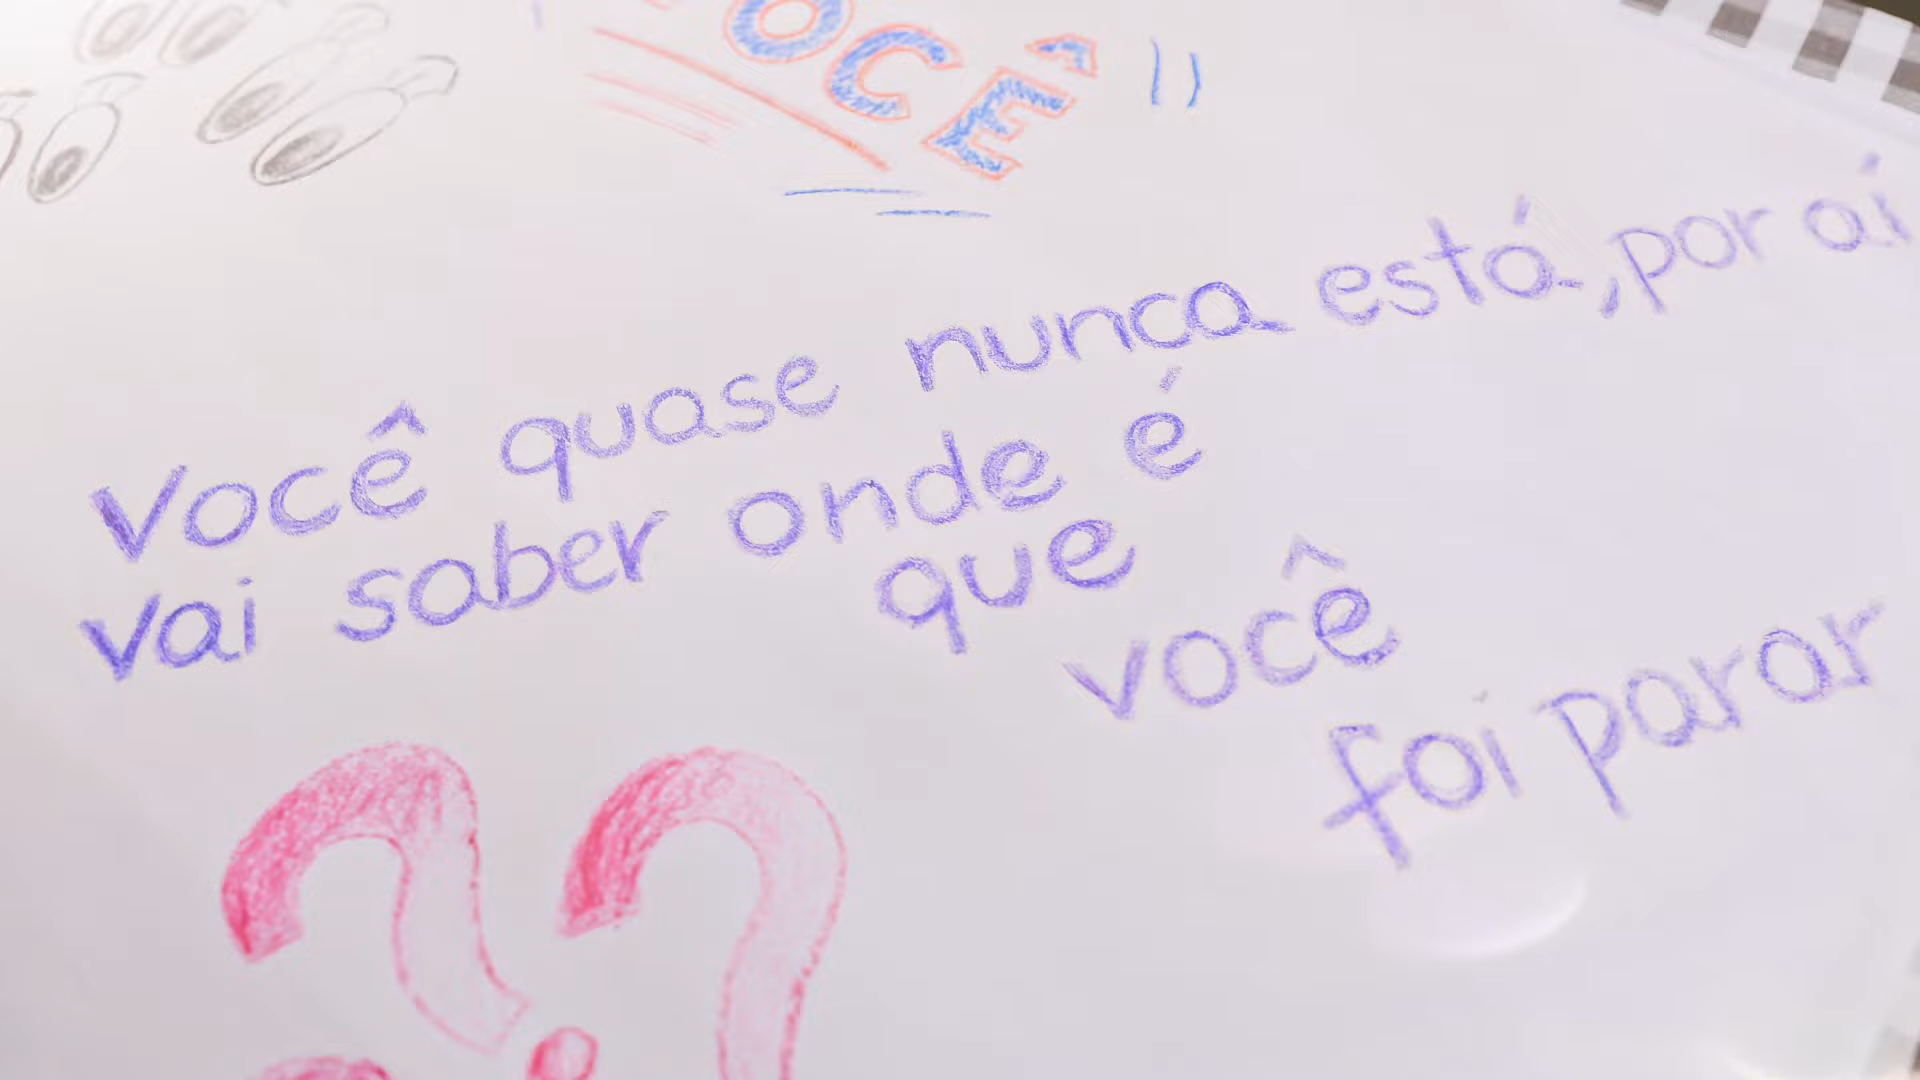 OCÊ
Você quase nunca está, por aí
vai saber onde é
que
você
foi parar
??